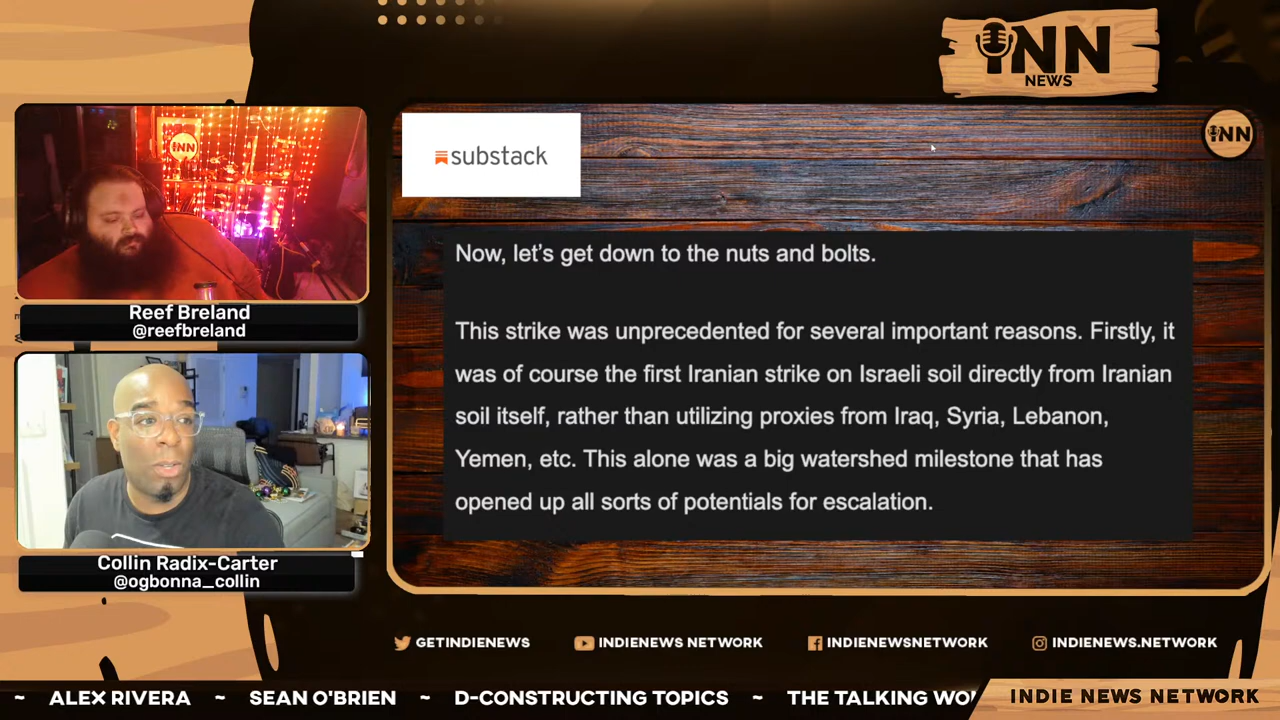 iNN
NEWS
iNN
substack
iNN
Now, let's get down to the nuts and bolts.
This strike was unprecedented for several important reasons. Firstly, it
was of course the first Iranian strike on Israeli soil directly from Iranian
soil itself, rather than utilizing proxies from Iraq, Syria, Lebanon,
Yemen, etc. This alone was a big watershed milestone that has
opened up all sorts of potentials for escalation.
Reef Breland
@reefbreland
Collin Radix-Carter
@ogbonna_collin
GETINDIENEWS
INDIENEWS NETWORK
INDIENEWSNETWORK
INDIENEWS.NETWORK
~ ALEX RIVERA ~ SEAN O'BRIEN ~ D-CONSTRUCTING TOPICS ~ THE TALKING
INDIE NEWS NETWORK